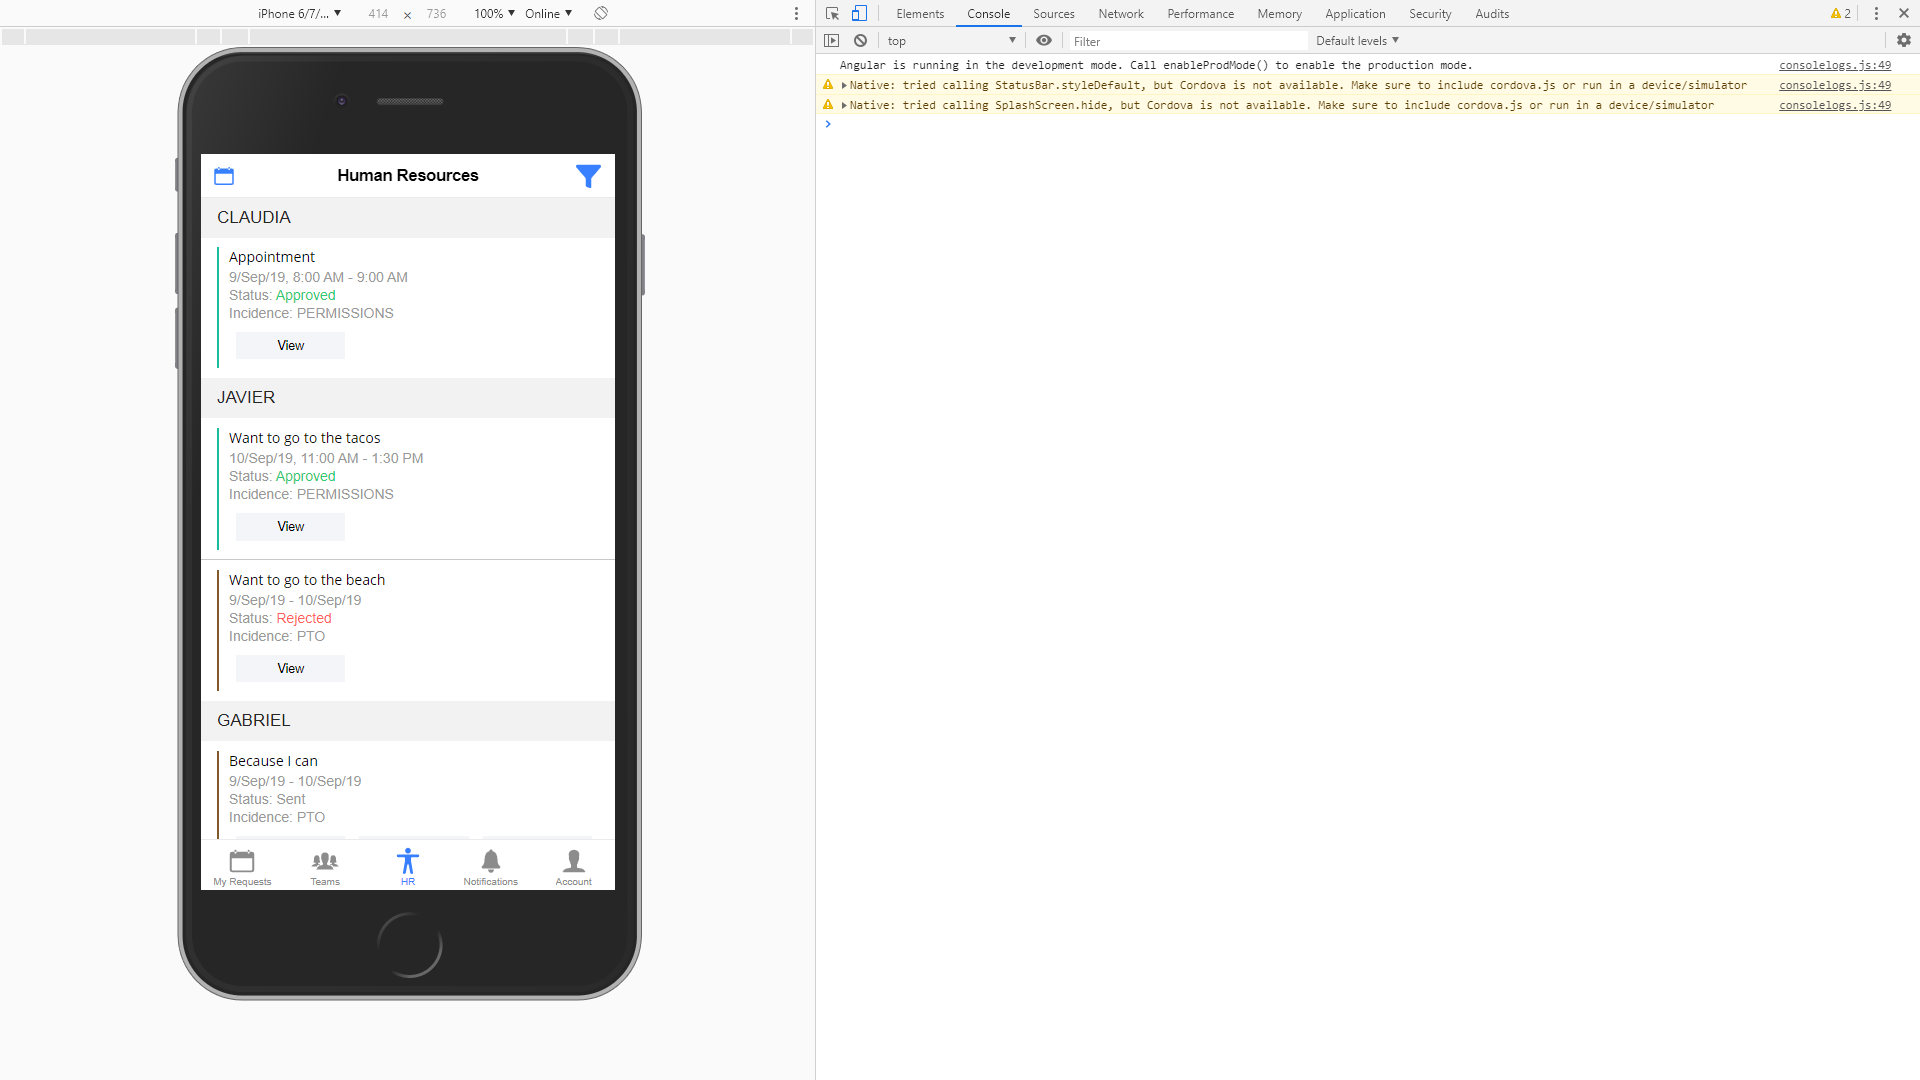 iPhone 6/7/... ▼ 414 × 736 100% ▼ Online ▼
Elements Console Sources Network Performance Memory Application Security Audits 2
top ▼ Filter Default levels ▼
Angular is running in the development mode. Call enableProdMode() to enable the production mode. consolelogs.js:49
Native: tried calling StatusBar.styleDefault, but Cordova is not available. Make sure to include cordova.js or run in a device/simulator consolelogs.js:49
Native: tried calling SplashScreen.hide, but Cordova is not available. Make sure to include cordova.js or run in a device/simulator consolelogs.js:49
Human Resources
CLAUDIA
Appointment
9/Sep/19, 8:00 AM - 9:00 AM
Status: Approved
Incidence: PERMISSIONS
View
JAVIER
Want to go to the tacos
10/Sep/19, 11:00 AM - 1:30 PM
Status: Approved
Incidence: PERMISSIONS
View
Want to go to the beach
9/Sep/19 - 10/Sep/19
Status: Rejected
Incidence: PTO
View
GABRIEL
Because I can
9/Sep/19 - 10/Sep/19
Status: Sent
Incidence: PTO
My Requests Teams HR Notifications Account